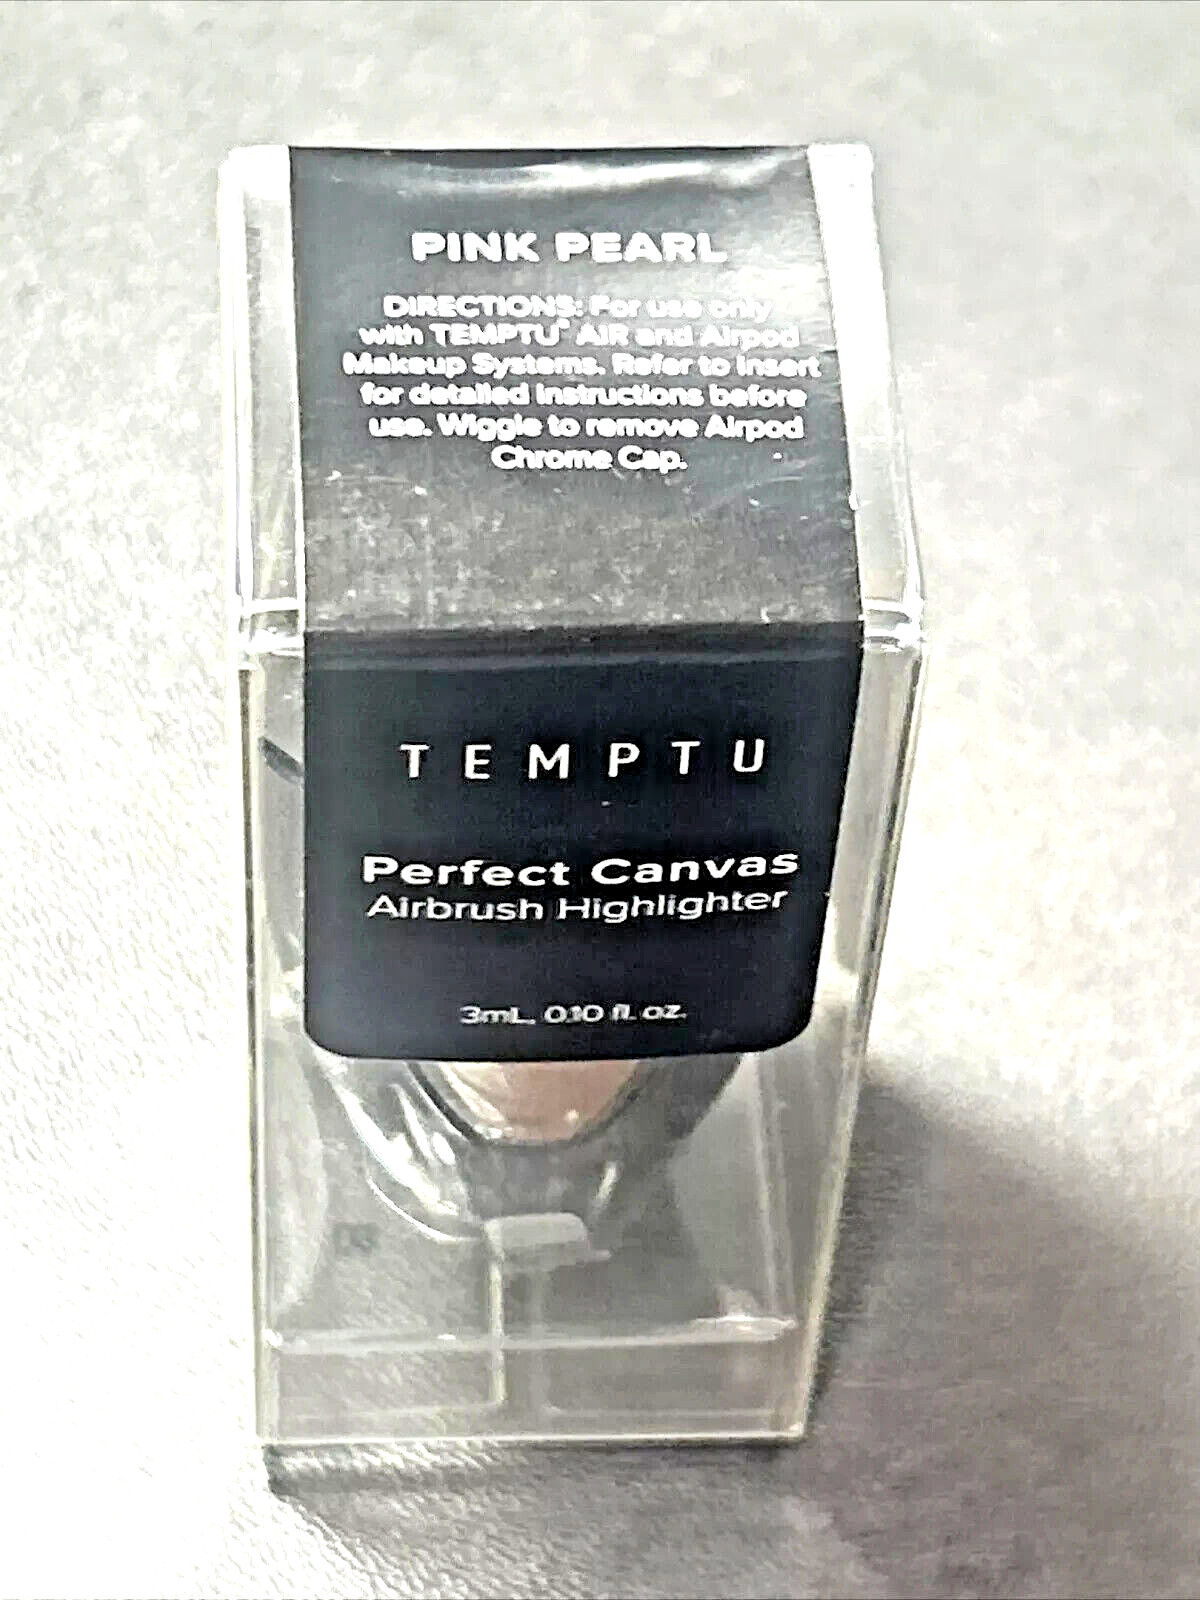 PINK PEARL
DIRECTIONS: For use only
with TEMPTU® AIR and Airpod
Makeup Systems. Refer to insert
for detailed instructions before
use. Wiggle to remove Airpod
Chrome Cap.
TEMPTU
Perfect Canvas
Airbrush Highlighter
3mL. 0.10 fl. oz.